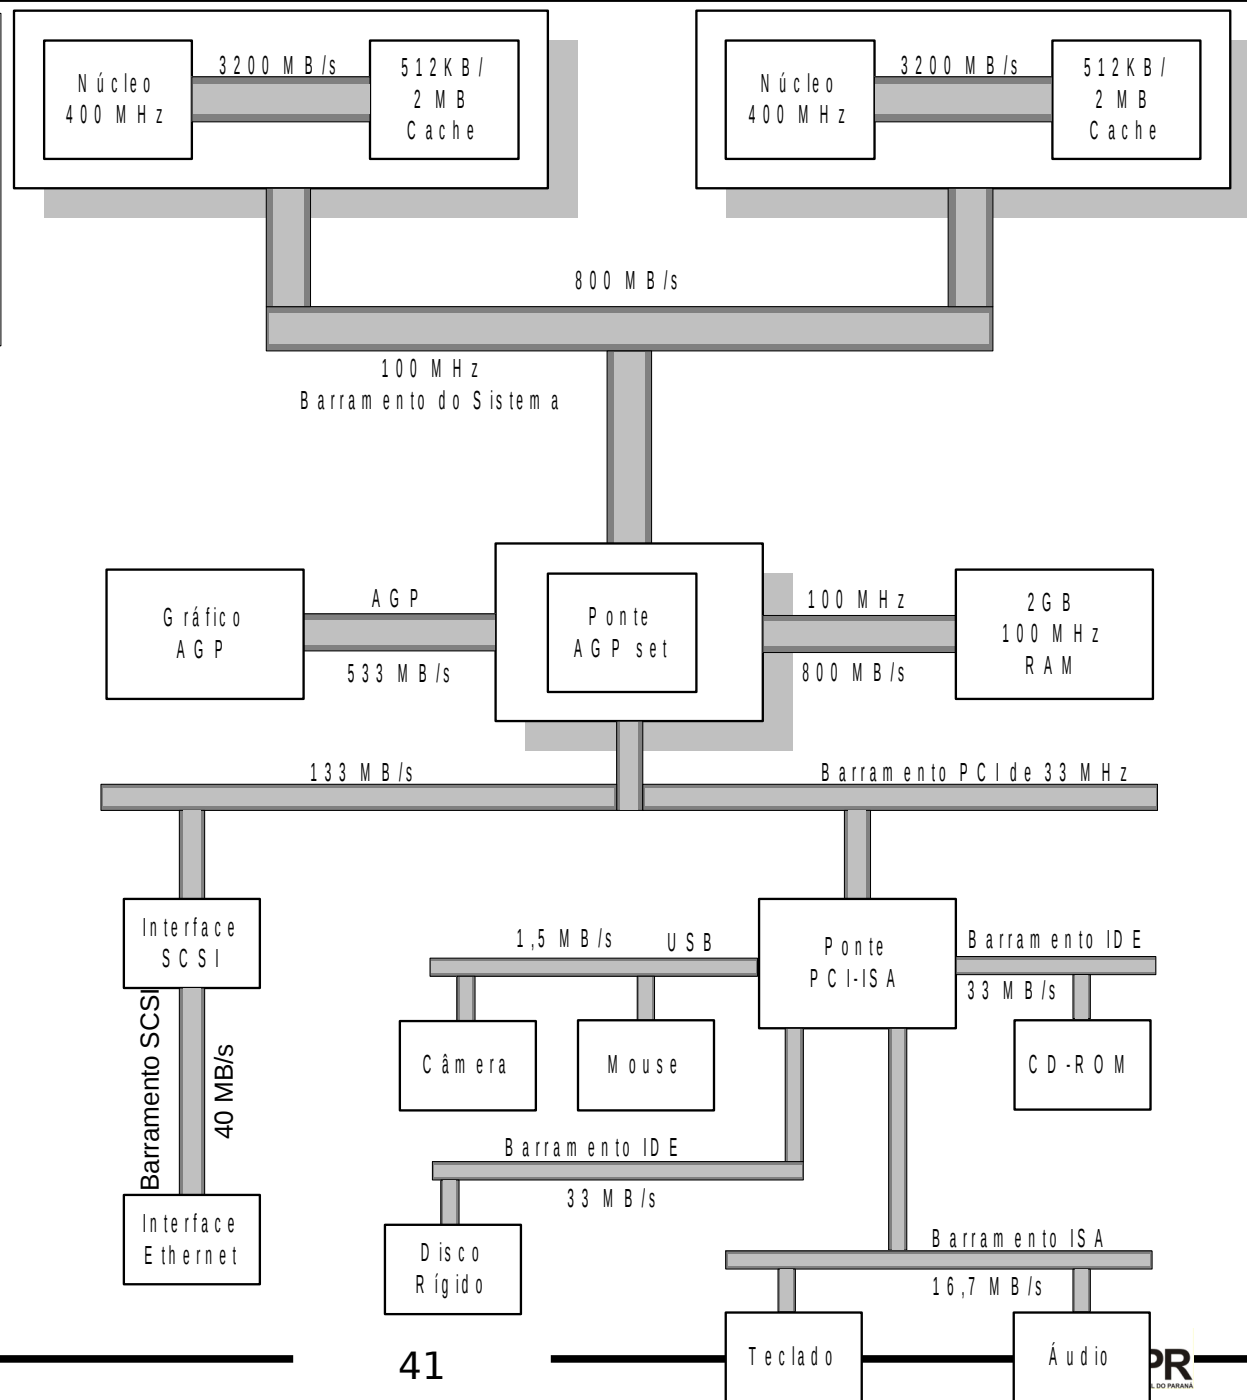 3200 MB/s
Núcleo
400 MHz
512KB/
2 MB
Cache
3200 MB/s
Núcleo
400 MHz
512KB/
2 MB
Cache
800 MB/s
100 MHz
Barramento do Sistema
Gráfico
AGP
AGP
533 MB/s
Ponte
AGP set
100 MHz
800 MB/s
2GB
100 MHz
RAM
133 MB/s
Barramento PCI de 33 MHz
Interface
SCSI
1,5 MB/s USB
Ponte
PCI-ISA
Barramento IDE
33 MB/s
Barramento SCSI
40 MB/s
Câmera
Mouse
CD-ROM
Barramento IDE
33 MB/s
Interface
Ethernet
Disco
Rígido
Barramento ISA
16,7 MB/s
Teclado
Áudio
41
PR
L DO PARANÁ